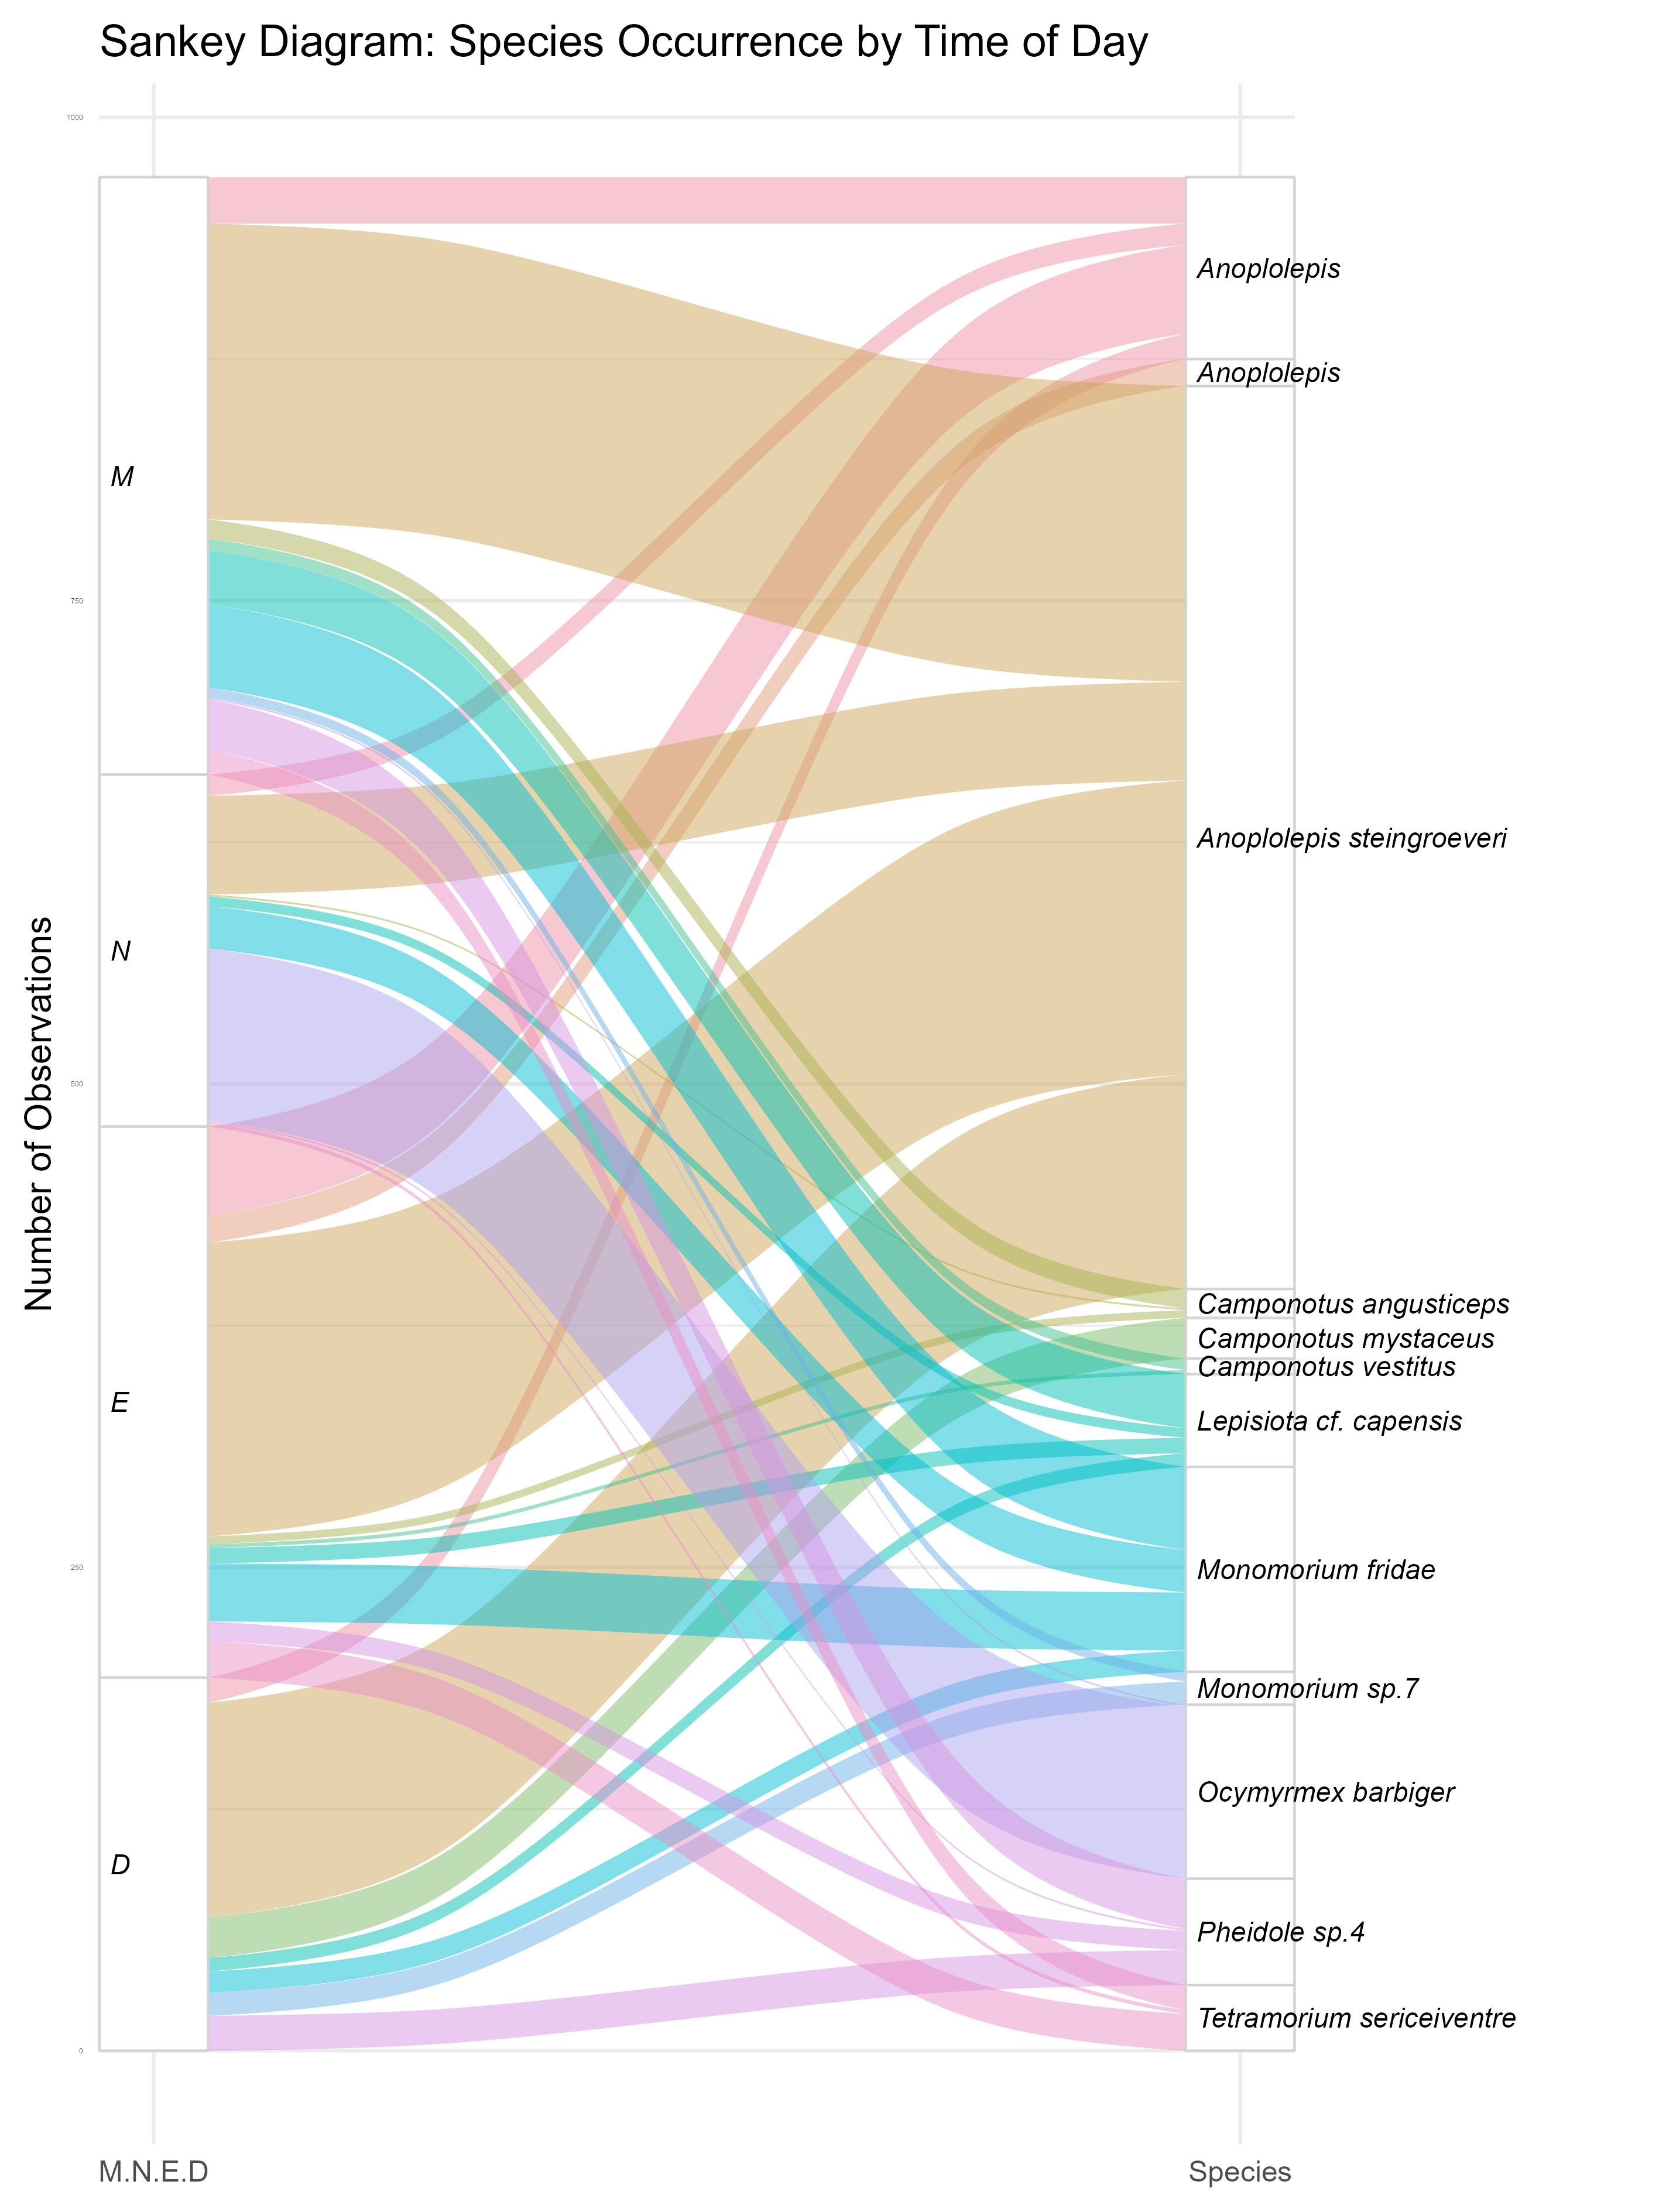 Sankey Diagram: Species Occurrence by Time of Day
Number of Observations
1000
750
500
250
0
M
N
E
D
Anoplolepis
Anoplolepis
Anoplolepis steingroeveri
Camponotus angusticeps
Camponotus mystaceus
Camponotus vestitus
Lepisiota cf. capensis
Monomorium fridae
Monomorium sp.7
Ocymyrmex barbiger
Pheidole sp.4
Tetramorium sericeiventre
M.N.E.D
Species